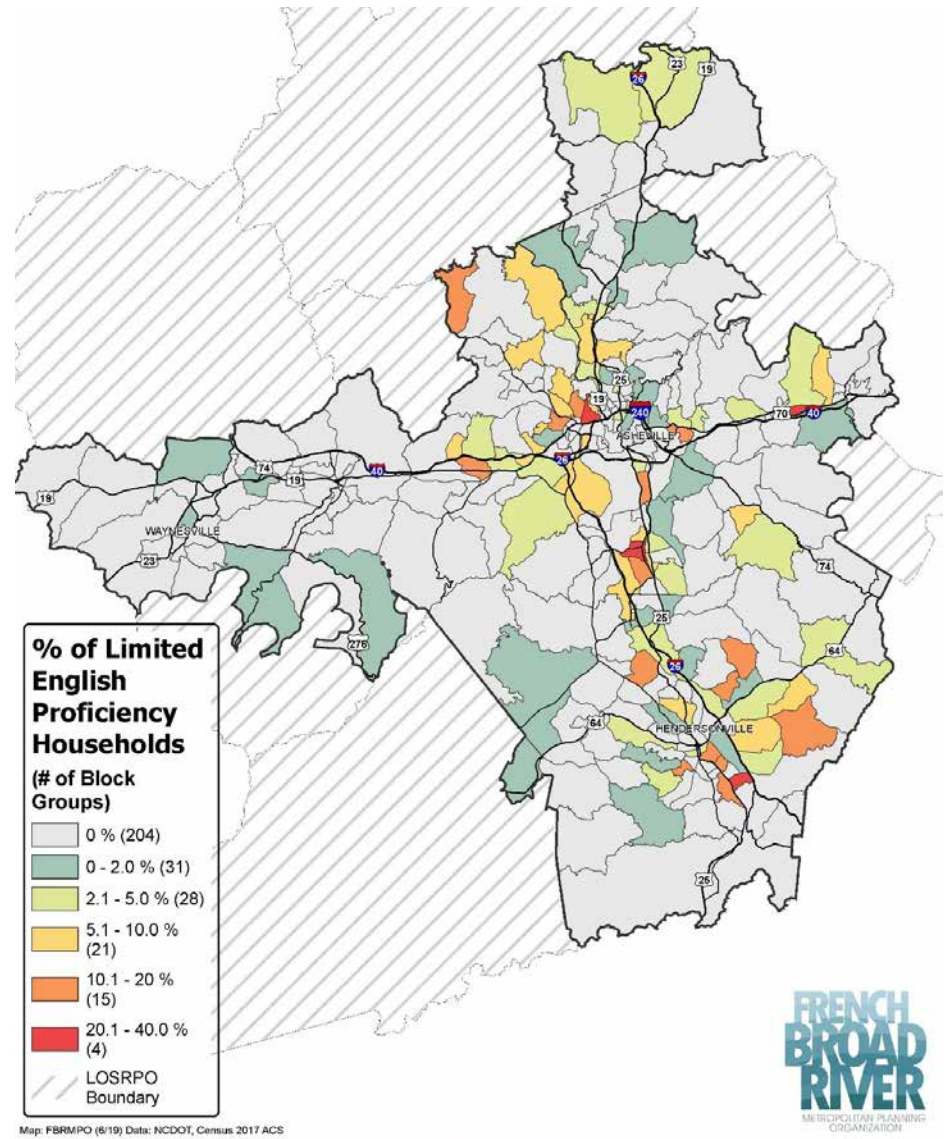 26
23
19
25
19
240
70
40
ASHEVILLE
26
74
40
19
19
WAYNESVILLE
23
74
25
276
64
26
64
HENDERSONVILLE
26
% of Limited
English
Proficiency
Households
(# of Block
Groups)
0 % (204)
0 - 2.0 % (31)
2.1 - 5.0 % (28)
5.1 - 10.0 %
(21)
10.1 - 20 %
(15)
20.1 - 40.0 %
(4)
LOSRPO
Boundary
FRENCH
BROAD
RIVER
METROPOLITAN PLANNING
ORGANIZATION
Map: FBRMPO (6/19) Data: NCDOT, Census 2017 ACS